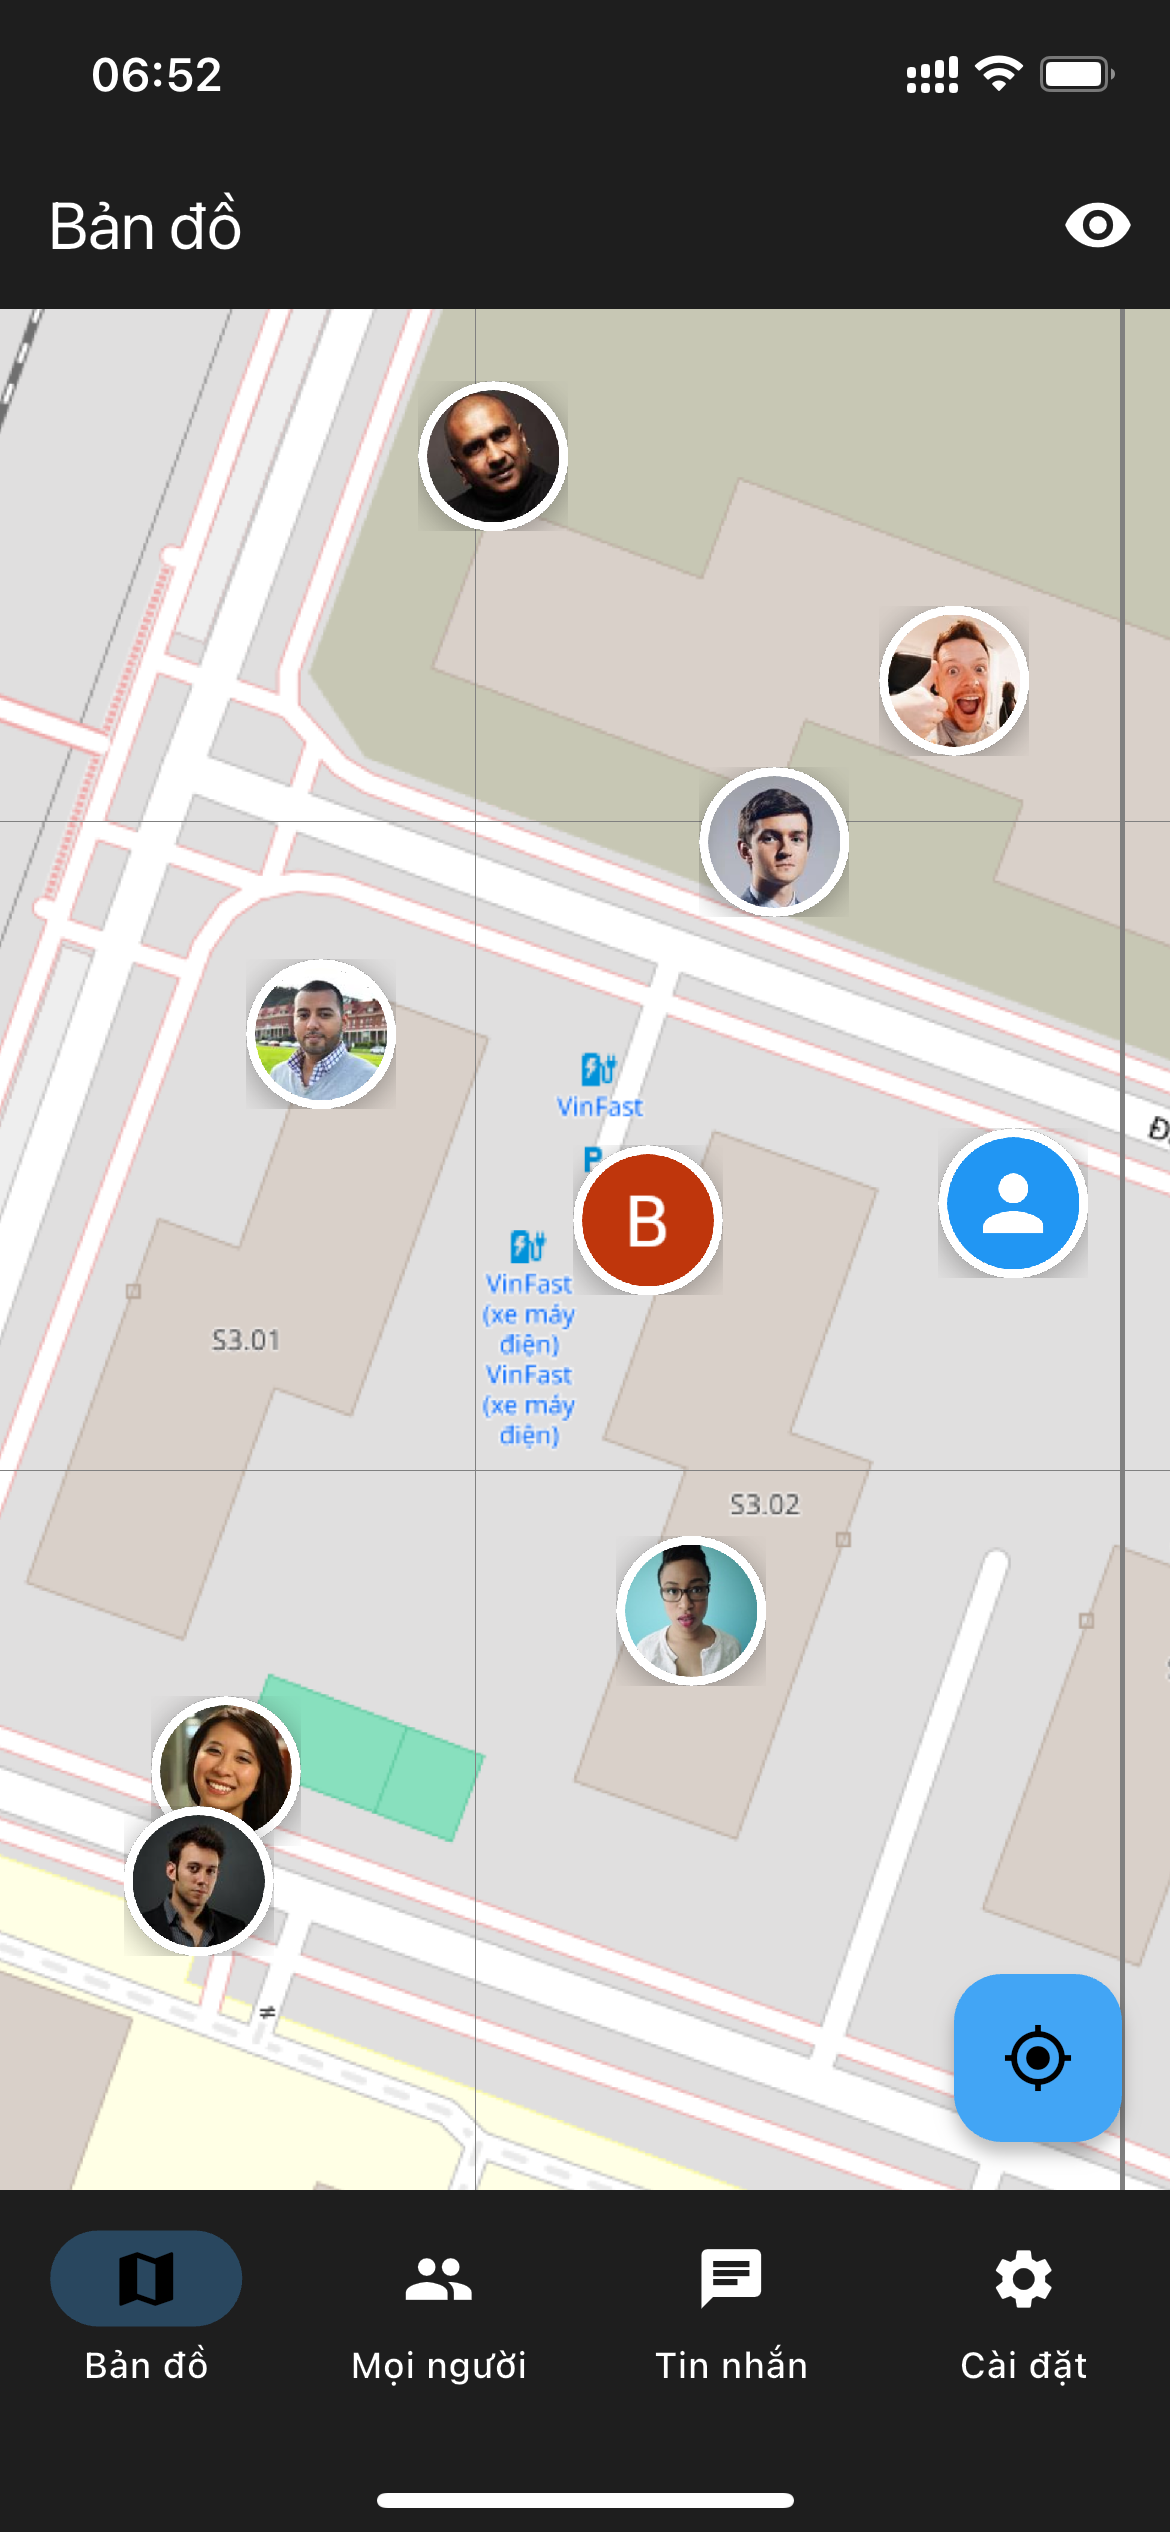 06:52
Bản đồ
VinFast
P
B
VinFast
(xe máy
điện)
VinFast
(xe máy
điện)
S3.01
S3.02
Bản đồ
Mọi người
Tin nhắn
Cài đặt